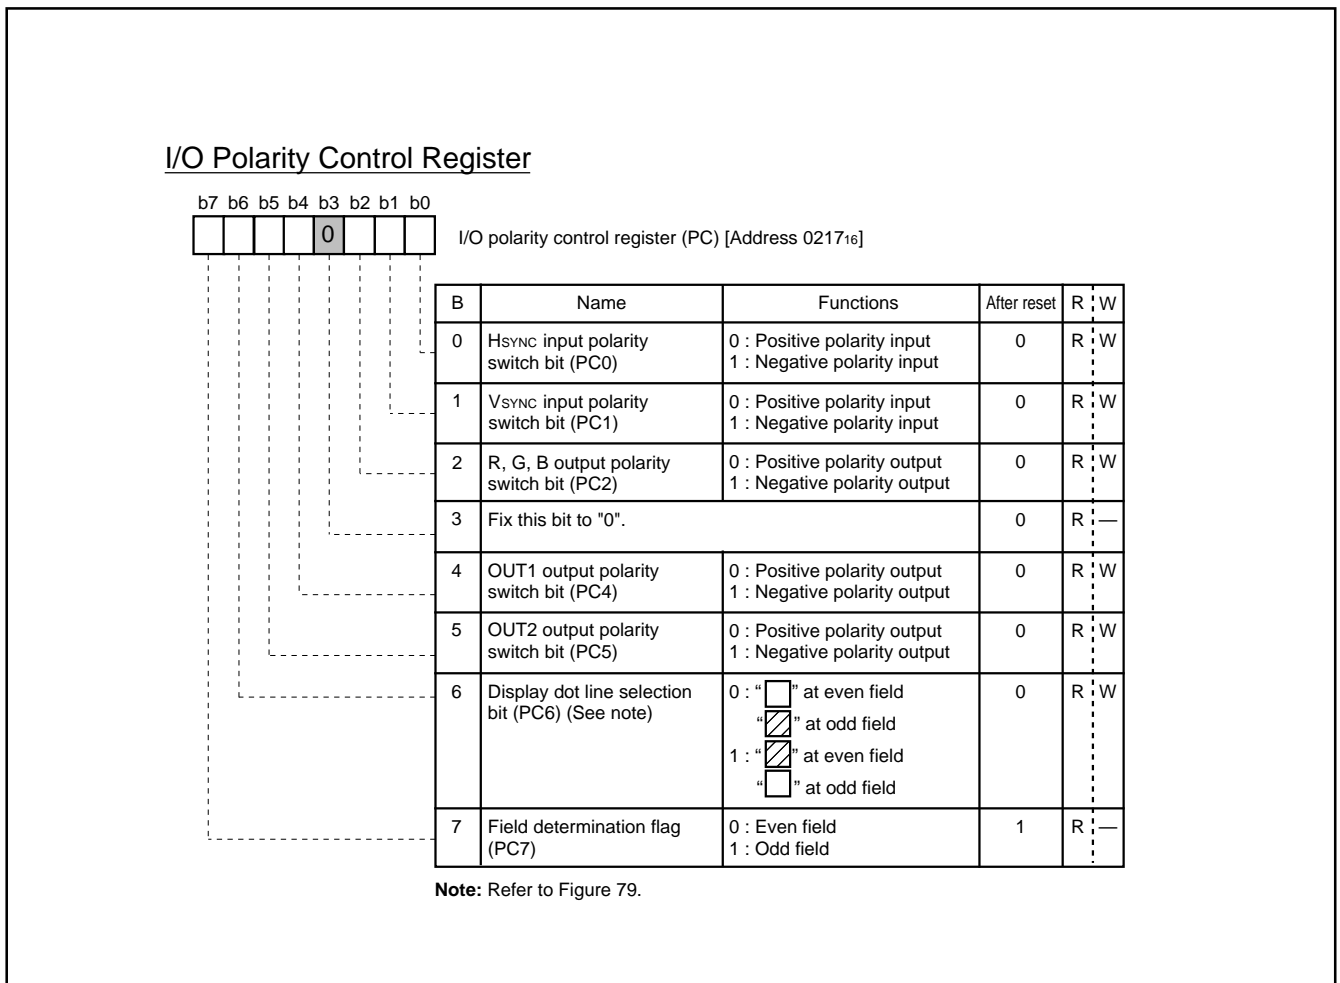 I/O Polarity Control Register
b7 b6 b5 b4 b3 b2 b1 b0
0
I/O polarity control register (PC) [Address 021716]
B Name Functions After reset R W
0 HSYNC input polarity switch bit (PC0) 0 : Positive polarity input 1 : Negative polarity input 0 R W
1 VSYNC input polarity switch bit (PC1) 0 : Positive polarity input 1 : Negative polarity input 0 R W
2 R, G, B output polarity switch bit (PC2) 0 : Positive polarity output 1 : Negative polarity output 0 R W
3 Fix this bit to "0". 0 R —
4 OUT1 output polarity switch bit (PC4) 0 : Positive polarity output 1 : Negative polarity output 0 R W
5 OUT2 output polarity switch bit (PC5) 0 : Positive polarity output 1 : Negative polarity output 0 R W
6 Display dot line selection bit (PC6) (See note) 0 : “ ” at even field “ ” at odd field 1 : “ ” at even field “ ” at odd field 0 R W
7 Field determination flag (PC7) 0 : Even field 1 : Odd field 1 R —
Note: Refer to Figure 79.